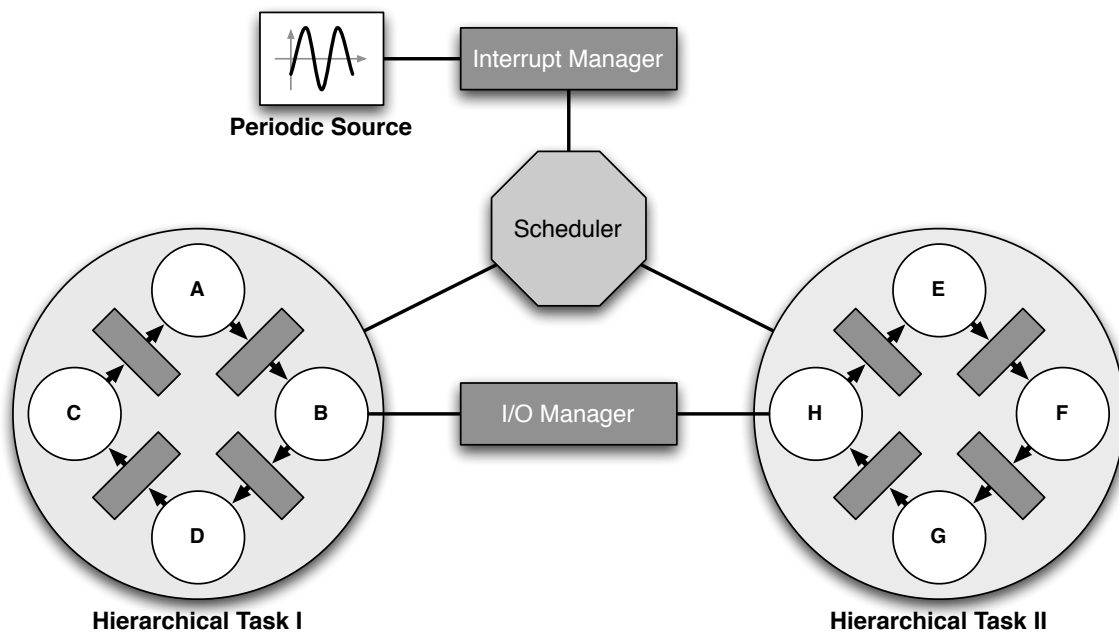 Interrupt Manager
Periodic Source
Scheduler
A
E
C
B
I/O Manager
H
F
D
G
Hierarchical Task I
Hierarchical Task II